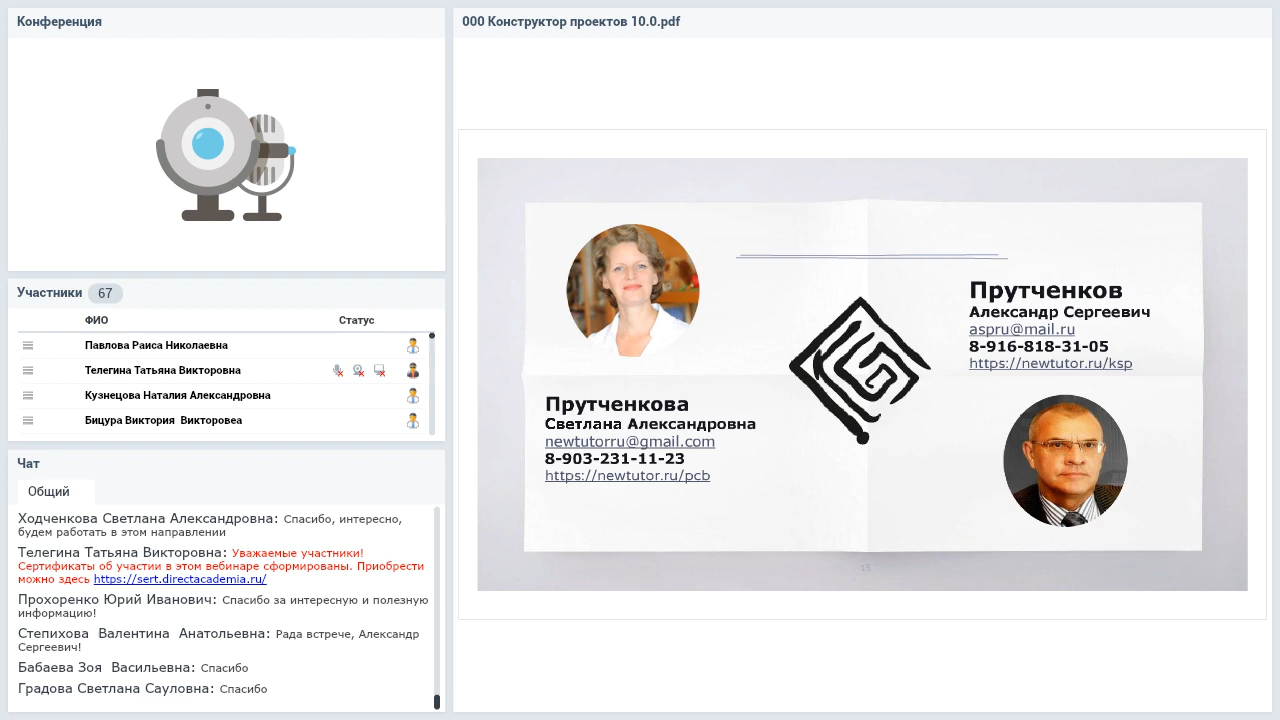 Конференция
Участники 67
ФИО Статус
Павлова Раиса Николаевна
Телегина Татьяна Викторовна
Кузнецова Наталия Александровна
Бицура Виктория  Викторовеа
Чат
Общий
Ходченкова Светлана Александровна: Спасибо, интересно,
будем работать в этом направлении
Телегина Татьяна Викторовна: Уважаемые участники!
Сертификаты об участии в этом вебинаре сформированы. Приобрести
можно здесь https://sert.directacademia.ru/
Прохоренко Юрий Иванович: Спасибо за интересную и полезную
информацию!
Степихова  Валентина  Анатольевна: Рада встрече, Александр
Сергеевич!
Бабаева Зоя  Васильевна: Спасибо
Градова Светлана Сауловна: Спасибо
000 Конструктор проектов 10.0.pdf
Прутченкова
Светлана Александровна
newtutorru@gmail.com
8-903-231-11-23
https://newtutor.ru/pcb
Прутченков
Александр Сергеевич
aspru@mail.ru
8-916-818-31-05
https://newtutor.ru/ksp
15